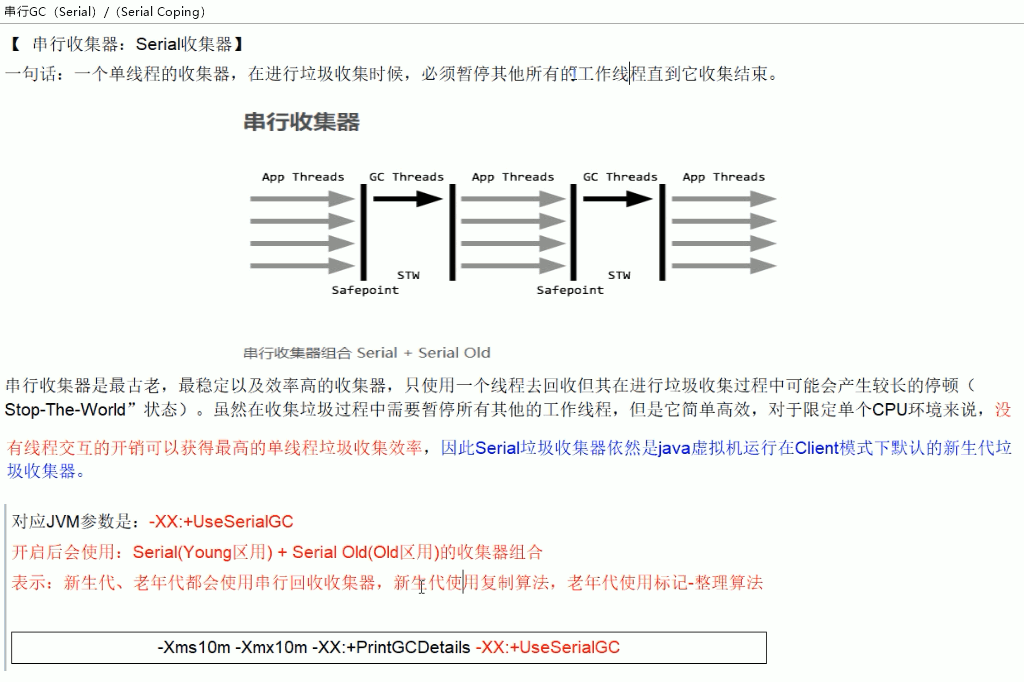 串行GC（Serial）/（Serial Coping）
【 串行收集器：Serial收集器】
一句话：一个单线程的收集器，在进行垃圾收集时候，必须暂停其他所有的工作线程直到它收集结束。
串行收集器
App Threads GC Threads App Threads GC Threads App Threads
STW STW
Safepoint Safepoint
串行收集器组合 Serial + Serial Old
串行收集器是最古老，最稳定以及效率高的收集器，只使用一个线程去回收但其在进行垃圾收集过程中可能会产生较长的停顿（
Stop-The-World”状态）。虽然在收集垃圾过程中需要暂停所有其他的工作线程，但是它简单高效，对于限定单个CPU环境来说，没
有线程交互的开销可以获得最高的单线程垃圾收集效率，因此Serial垃圾收集器依然是java虚拟机运行在Client模式下默认的新生代垃
圾收集器。
对应JVM参数是：-XX:+UseSerialGC
开启后会使用：Serial(Young区用) + Serial Old(Old区用)的收集器组合
表示：新生代、老年代都会使用串行回收收集器，新生代使用复制算法，老年代使用标记-整理算法
-Xms10m -Xmx10m -XX:+PrintGCDetails -XX:+UseSerialGC